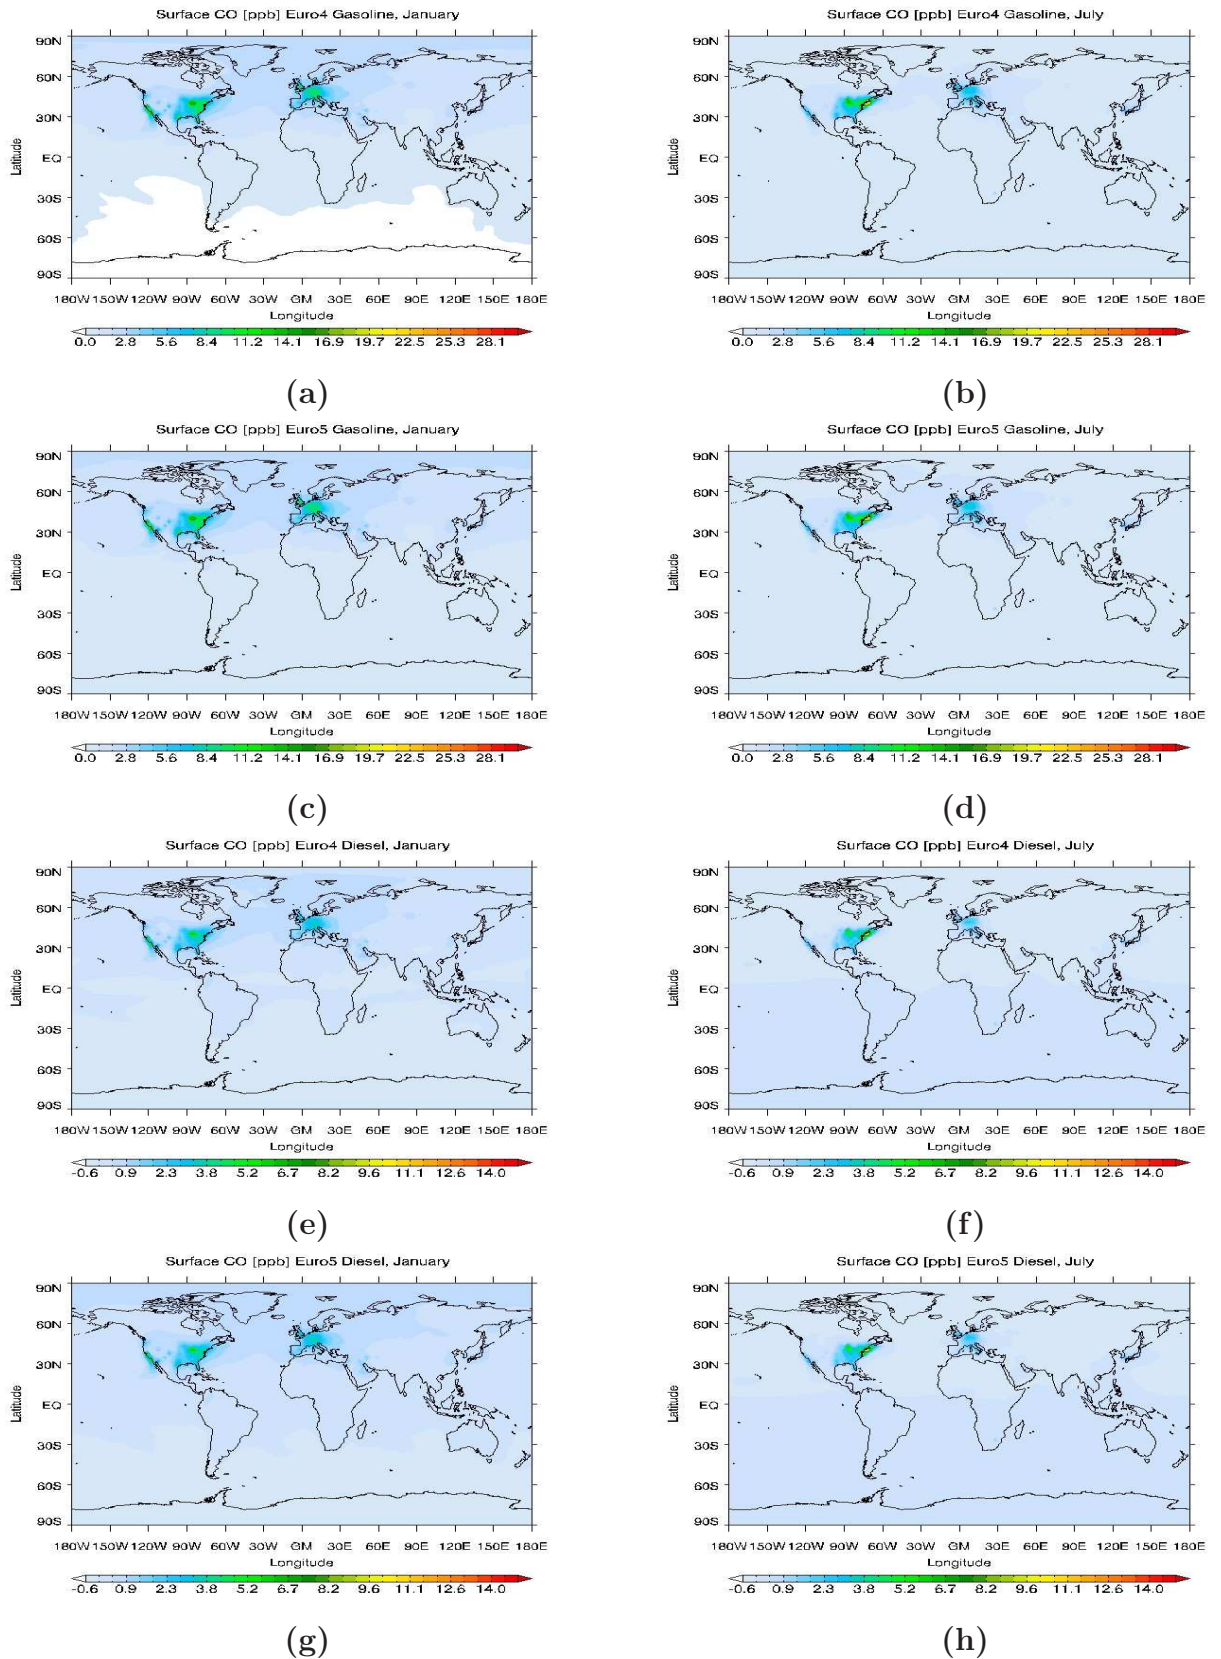 Surface CO [ppb] Euro4 Gasoline, January
90N
60N
30N
EQ
30S
60S
90S
Latitude
180W 150W 120W 90W 60W 30W GM 30E 60E 90E 120E 150E 180E
Longitude
0.0 2.8 5.6 8.4 11.2 14.1 16.9 19.7 22.5 25.3 28.1
(a)
Surface CO [ppb] Euro4 Gasoline, July
90N
60N
30N
EQ
30S
60S
90S
Latitude
180W 150W 120W 90W 60W 30W GM 30E 60E 90E 120E 150E 180E
Longitude
0.0 2.8 5.6 8.4 11.2 14.1 16.9 19.7 22.5 25.3 28.1
(b)
Surface CO [ppb] Euro5 Gasoline, January
90N
60N
30N
EQ
30S
60S
90S
Latitude
180W 150W 120W 90W 60W 30W GM 30E 60E 90E 120E 150E 180E
Longitude
0.0 2.8 5.6 8.4 11.2 14.1 16.9 19.7 22.5 25.3 28.1
(c)
Surface CO [ppb] Euro5 Gasoline, July
90N
60N
30N
EQ
30S
60S
90S
Latitude
180W 150W 120W 90W 60W 30W GM 30E 60E 90E 120E 150E 180E
Longitude
0.0 2.8 5.6 8.4 11.2 14.1 16.9 19.7 22.5 25.3 28.1
(d)
Surface CO [ppb] Euro4 Diesel, January
90N
60N
30N
EQ
30S
60S
90S
Latitude
180W 150W 120W 90W 60W 30W GM 30E 60E 90E 120E 150E 180E
Longitude
-0.6 0.9 2.3 3.8 5.2 6.7 8.2 9.6 11.1 12.6 14.0
(e)
Surface CO [ppb] Euro4 Diesel, July
90N
60N
30N
EQ
30S
60S
90S
Latitude
180W 150W 120W 90W 60W 30W GM 30E 60E 90E 120E 150E 180E
Longitude
-0.6 0.9 2.3 3.8 5.2 6.7 8.2 9.6 11.1 12.6 14.0
(f)
Surface CO [ppb] Euro5 Diesel, January
90N
60N
30N
EQ
30S
60S
90S
Latitude
180W 150W 120W 90W 60W 30W GM 30E 60E 90E 120E 150E 180E
Longitude
-0.6 0.9 2.3 3.8 5.2 6.7 8.2 9.6 11.1 12.6 14.0
(g)
Surface CO [ppb] Euro5 Diesel, July
90N
60N
30N
EQ
30S
60S
90S
Latitude
180W 150W 120W 90W 60W 30W GM 30E 60E 90E 120E 150E 180E
Longitude
-0.6 0.9 2.3 3.8 5.2 6.7 8.2 9.6 11.1 12.6 14.0
(h)